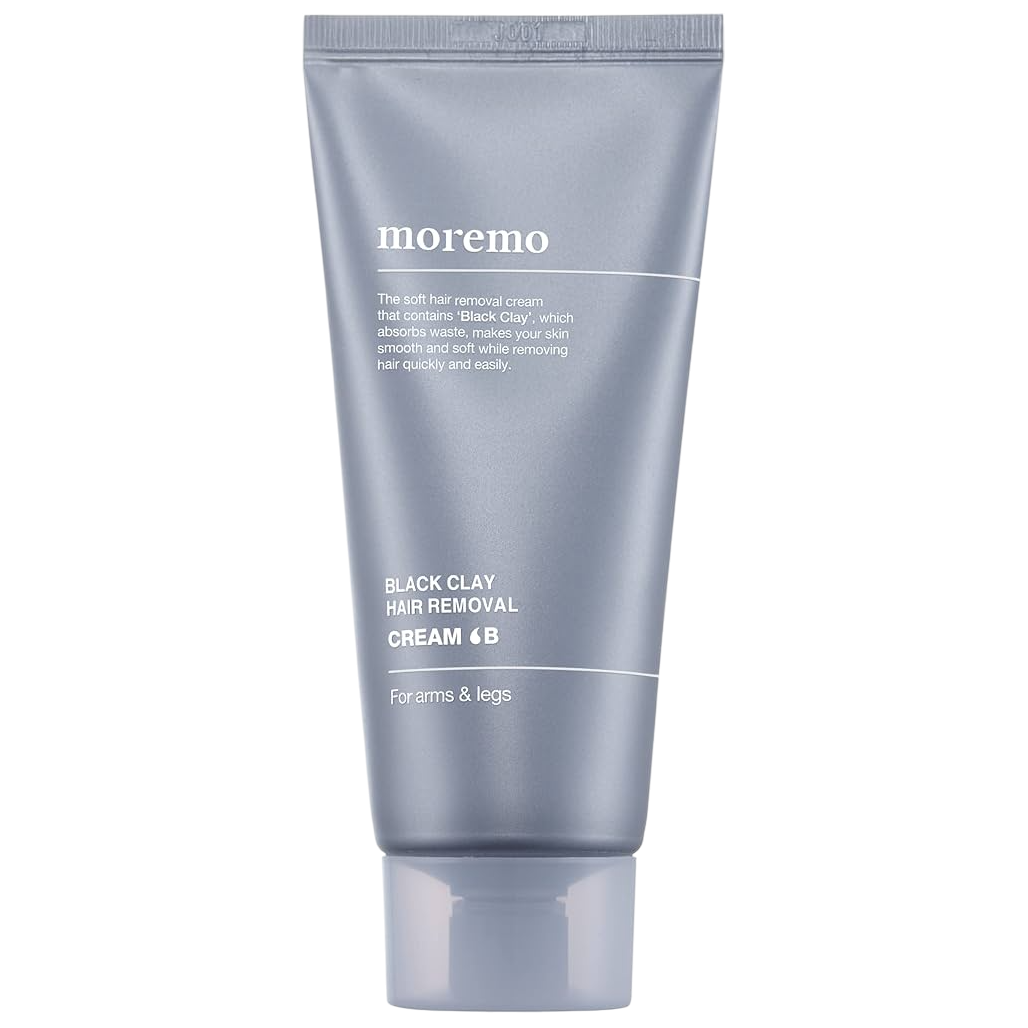 moremo
The soft hair removal cream
that contains 'Black Clay', which
absorbs waste, makes your skin
smooth and soft while removing
hair quickly and easily.
BLACK CLAY
HAIR REMOVAL
CREAM B
For arms & legs